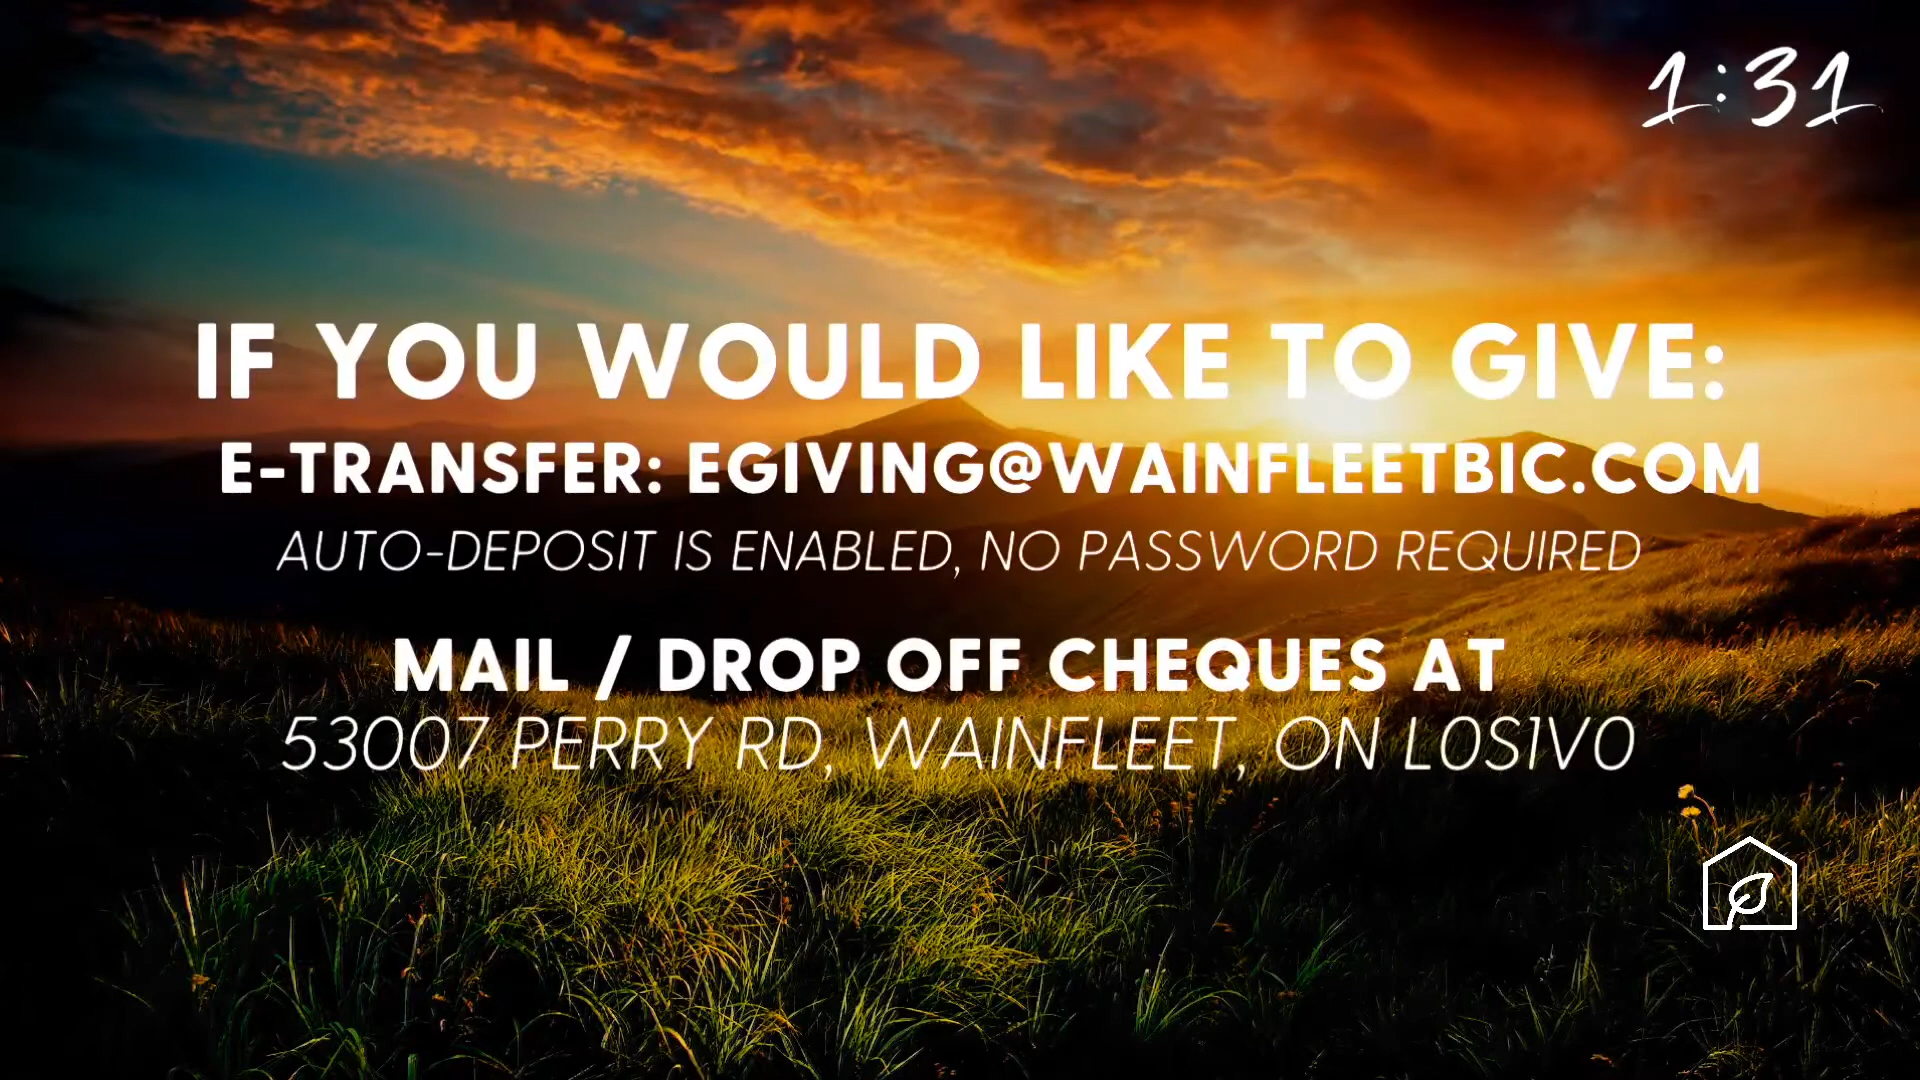 1:31
IF YOU WOULD LIKE TO GIVE:
E-TRANSFER: EGIVING@WAINFLEETBIC.COM
AUTO-DEPOSIT IS ENABLED, NO PASSWORD REQUIRED
MAIL / DROP OFF CHEQUES AT
53007 PERRY RD, WAINFLEET, ON L0S1V0